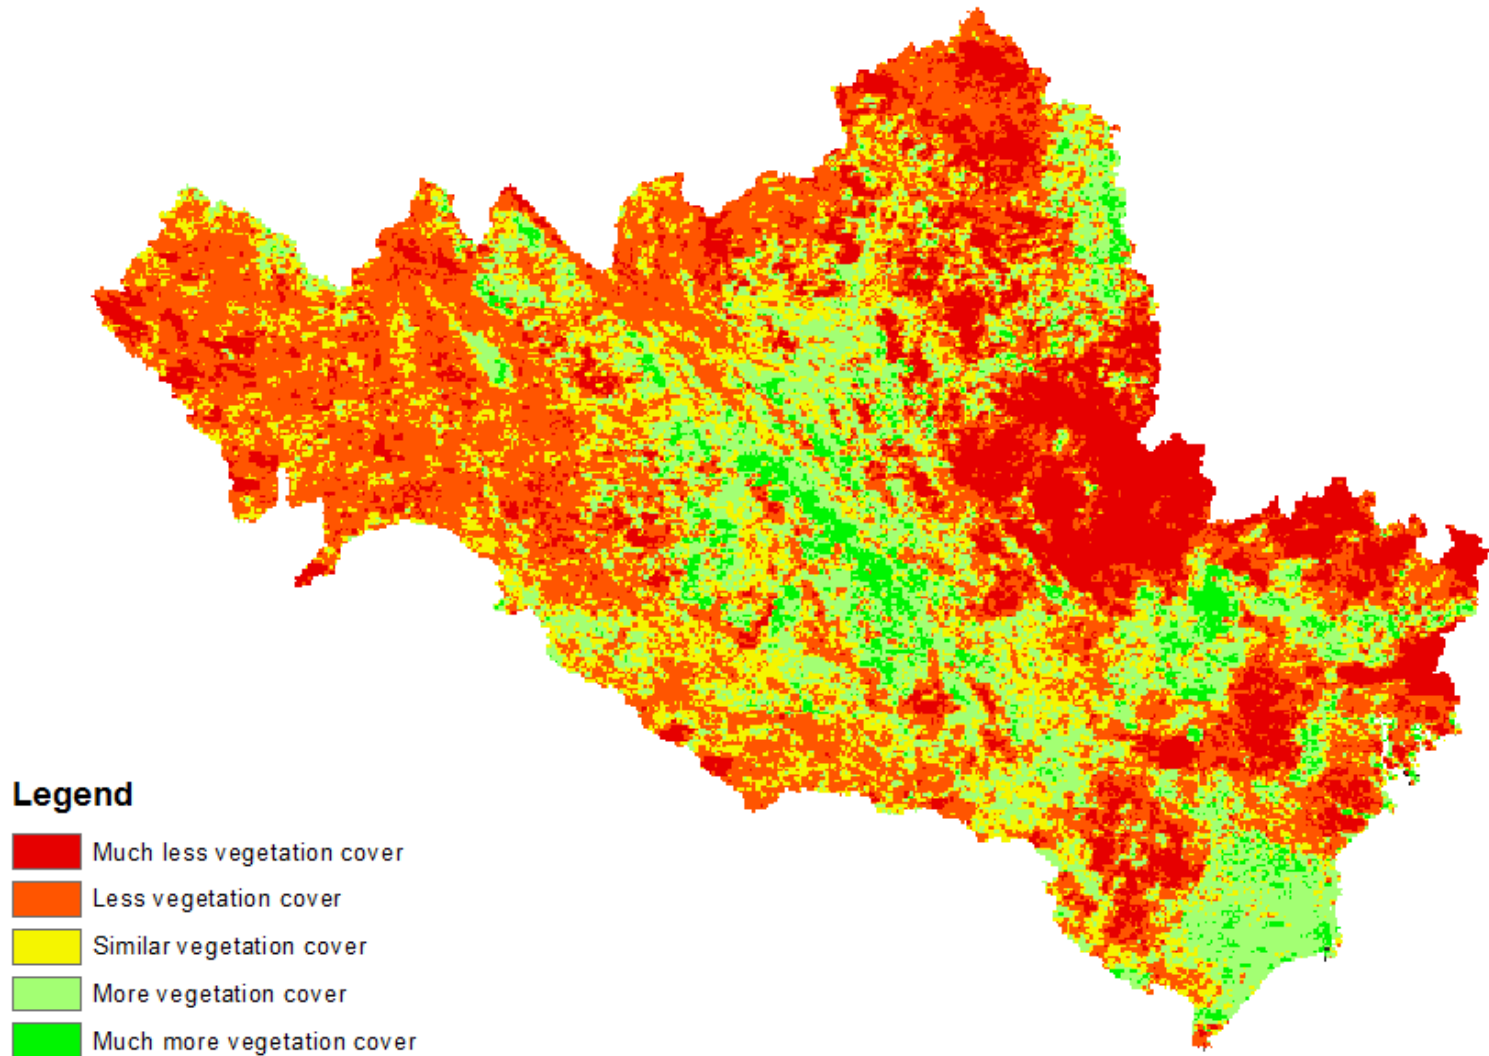 Legend
Much less vegetation cover
Less vegetation cover
Similar vegetation cover
More vegetation cover
Much more vegetation cover